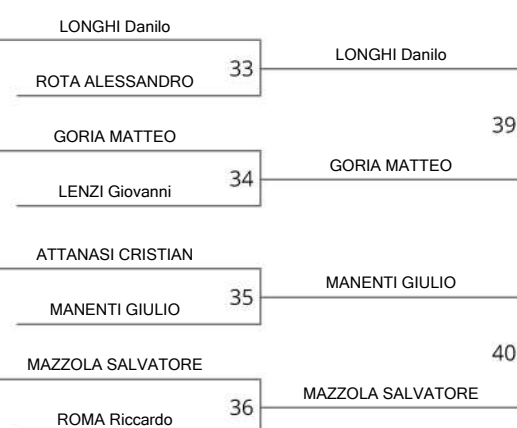 LONGHI Danilo
33
LONGHI Danilo
ROTA ALESSANDRO
39
GORIA MATTEO
34
GORIA MATTEO
LENZI Giovanni
ATTANASI CRISTIAN
35
MANENTI GIULIO
MANENTI GIULIO
40
MAZZOLA SALVATORE
36
MAZZOLA SALVATORE
ROMA Riccardo